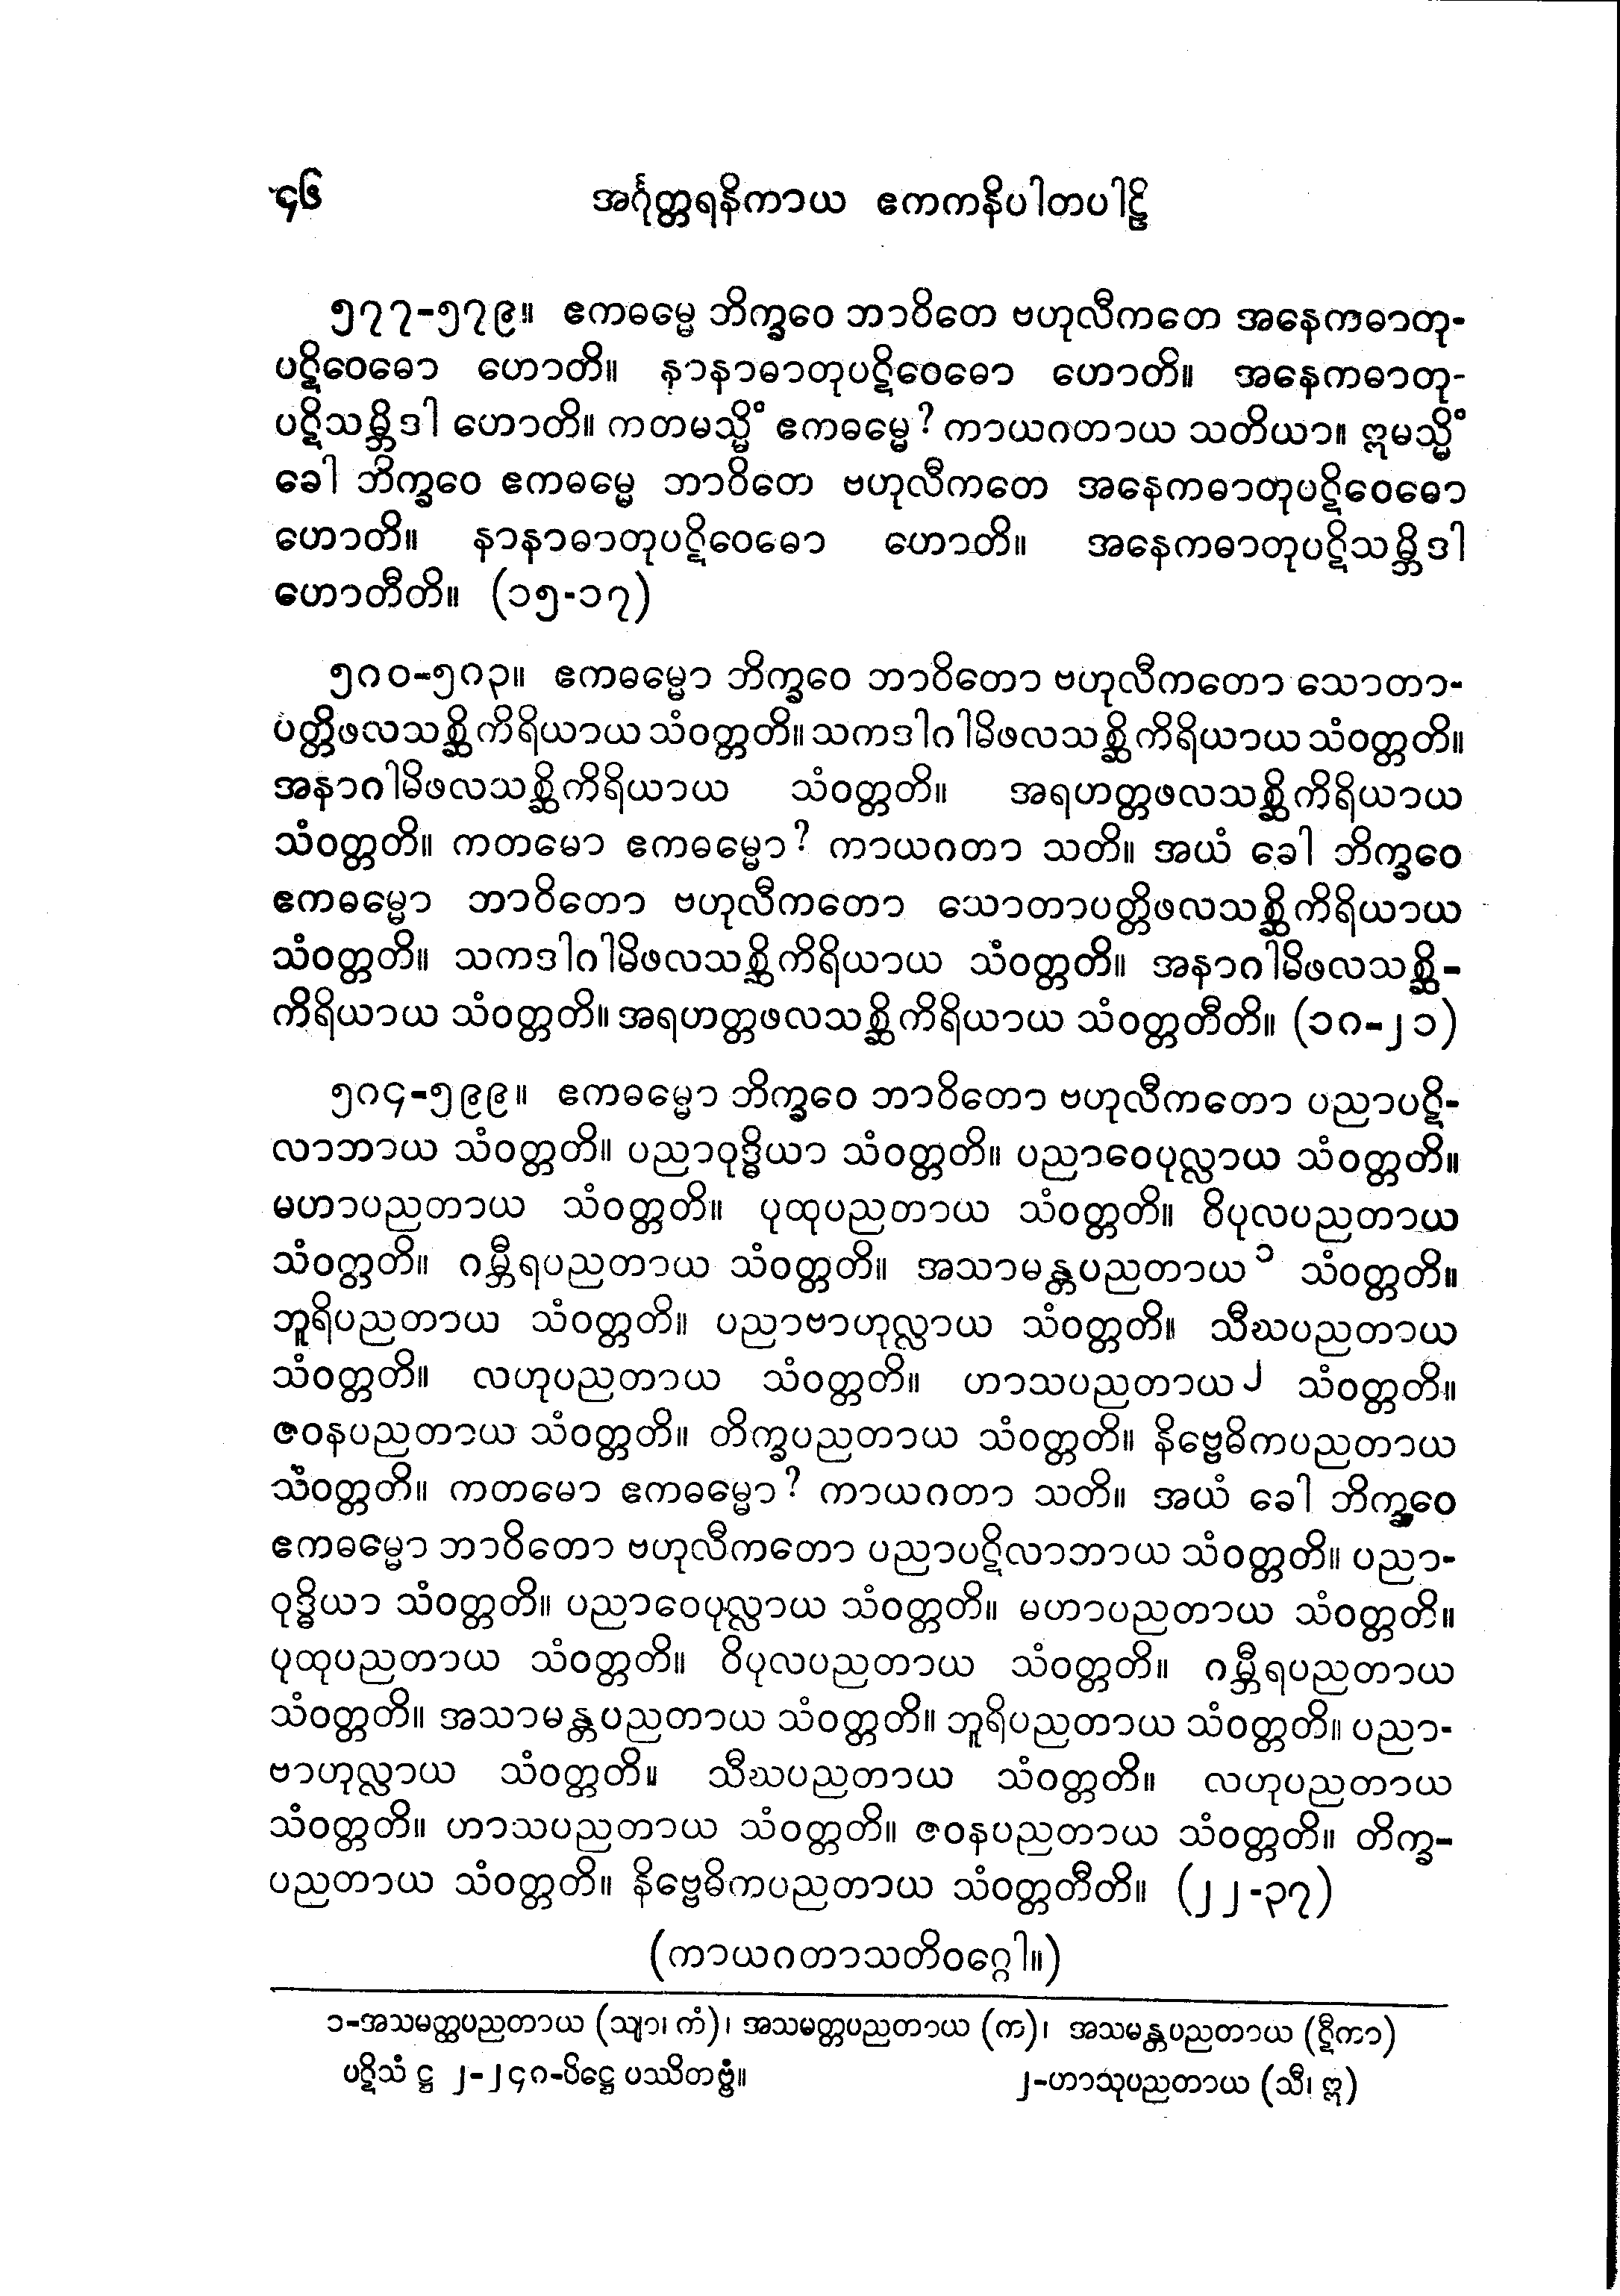 ၄၆ အင်္ဂုတ္တရနိကာယ ဧကကနိပါတပါဠိ
၅၇၇-၅၇၉။ ဧကဓမ္မေ ဘိက္ခဝေ ဘာဝိတေ ဗဟုလီကတေ အနေကဓာတု-
ပဋိဝေဓော ဟောတိ။ နာနာဓာတုပဋိဝေဓော ဟောတိ။ အနေကဓာတု-
ပဋိသမ္ဘိဒါ ဟောတိ။ ကတမသ္မိံ ဧကဓမ္မေ? ကာယဂတာယ သတိယာ။ ဣမသ္မိံ
ခေါ ဘိက္ခဝေ ဧကဓမ္မေ ဘာဝိတေ ဗဟုလီကတေ အနေကဓာတုပဋိဝေဓော
ဟောတိ။ နာနာဓာတုပဋိဝေဓော ဟောတိ။ အနေကဓာတုပဋိသမ္ဘိဒါ
ဟောတီတိ။ (၁၅-၁၇)
၅၈၀-၅၈၃။ ဧကဓမ္မော ဘိက္ခဝေ ဘာဝိတော ဗဟုလီကတော သောတာ-
ပတ္တိဖလသစ္ဆိကိရိယာယ သံဝတ္တတိ။ သကဒါဂါမိဖလသစ္ဆိကိရိယာယ သံဝတ္တတိ။
အနာဂါမိဖလသစ္ဆိကိရိယာယ သံဝတ္တတိ။ အရဟတ္တဖလသစ္ဆိကိရိယာယ
သံဝတ္တတိ။ ကတမော ဧကဓမ္မော? ကာယဂတာ သတိ။ အယံ ခေါ ဘိက္ခဝေ
ဧကဓမ္မော ဘာဝိတော ဗဟုလီကတော သောတာပတ္တိဖလသစ္ဆိကိရိယာယ
သံဝတ္တတိ။ သကဒါဂါမိဖလသစ္ဆိကိရိယာယ သံဝတ္တတိ။ အနာဂါမိဖလသစ္ဆိ-
ကိရိယာယ သံဝတ္တတိ။ အရဟတ္တဖလသစ္ဆိကိရိယာယ သံဝတ္တတီတိ။ (၁၈-၂၁)
၅၈၄-၅၉၉။ ဧကဓမ္မော ဘိက္ခဝေ ဘာဝိတော ဗဟုလီကတော ပညာပဋိ-
လာဘာယ သံဝတ္တတိ။ ပညာဝုဒ္ဓိယာ သံဝတ္တတိ။ ပညာဝေပုလ္လာယ သံဝတ္တတိ။
မဟာပညတာယ သံဝတ္တတိ။ ပုထုပညတာယ သံဝတ္တတိ။ ဝိပုလပညတာယ
သံဝတ္တတိ။ ဂမ္ဘီရပညတာယ သံဝတ္တတိ။ အသာမန္တပညတာယ၁ သံဝတ္တတိ။
ဘူရိပညတာယ သံဝတ္တတိ။ ပညာဗာဟုလ္လာယ သံဝတ္တတိ။ သီဃပညတာယ
သံဝတ္တတိ။ လဟုပညတာယ သံဝတ္တတိ။ ဟာသပညတာယ၂ သံဝတ္တတိ။
ဇဝနပညတာယ သံဝတ္တတိ။ တိက္ခပညတာယ သံဝတ္တတိ။ နိဗ္ဗေဓိကပညတာယ
သံဝတ္တတိ။ ကတမော ဧကဓမ္မော? ကာယဂတာ သတိ။ အယံ ခေါ ဘိက္ခဝေ
ဧကဓမ္မော ဘာဝိတော ဗဟုလီကတော ပညာပဋိလာဘာယ သံဝတ္တတိ။ ပညာ-
ဝုဒ္ဓိယာ သံဝတ္တတိ။ ပညာဝေပုလ္လာယ သံဝတ္တတိ။ မဟာပညတာယ သံဝတ္တတိ။
ပုထုပညတာယ သံဝတ္တတိ။ ဝိပုလပညတာယ သံဝတ္တတိ။ ဂမ္ဘီရပညတာယ
သံဝတ္တတိ။ အသာမန္တပညတာယ သံဝတ္တတိ။ ဘူရိပညတာယ သံဝတ္တတိ။ ပညာ-
ဗာဟုလ္လာယ သံဝတ္တတိ။ သီဃပညတာယ သံဝတ္တတိ။ လဟုပညတာယ
သံဝတ္တတိ။ ဟာသပညတာယ သံဝတ္တတိ။ ဇဝနပညတာယ သံဝတ္တတိ။ တိက္ခ-
ပညတာယ သံဝတ္တတိ။ နိဗ္ဗေဓိကပညတာယ သံဝတ္တတီတိ။ (၂၂-၃၇)
(ကာယဂတာသတိဝဂ္ဂေါ။)
၁-အသမတ္ထပညတာယ (သျာ၊ ကံ)၊ အသမတ္တပညတာယ (က)၊ အသမန္တပညတာယ (ဋီကာ)
ပဋိသံ ဋ္ဌ ၂-၂၄၈-ပိဋ္ဌေ ပဿိတဗ္ဗံ။ ၂-ဟာသုပညတာယ (သီ၊ ဣ)